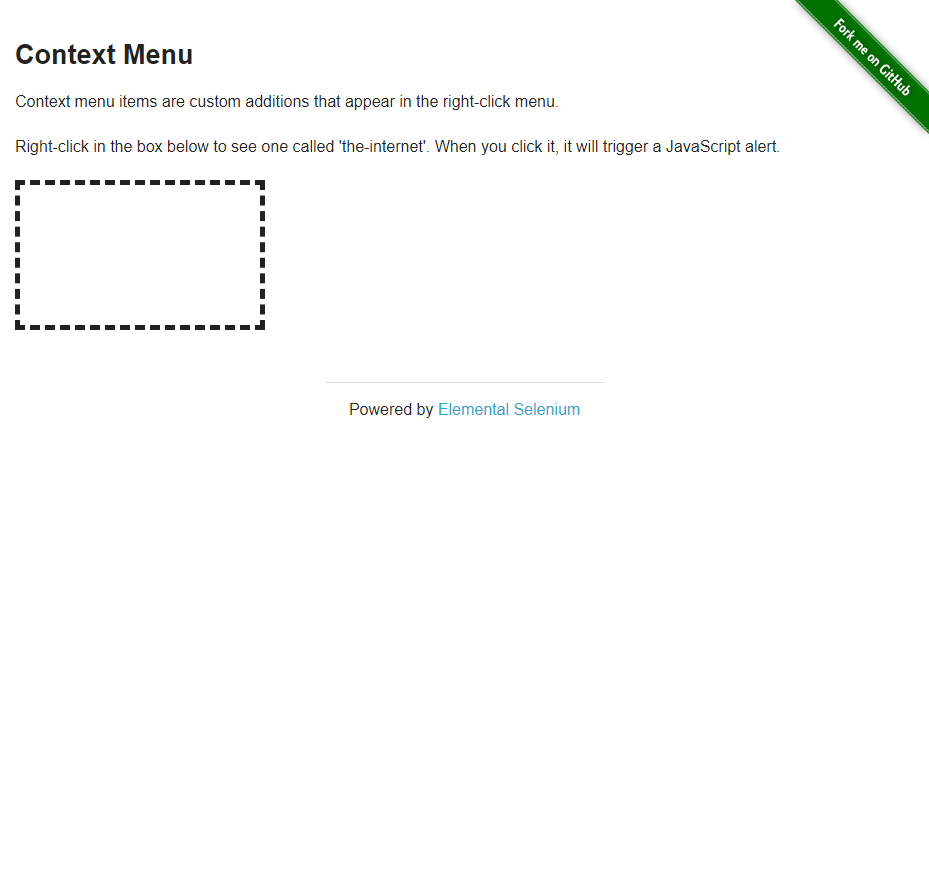 Fork me on GitHub
Context Menu
Context menu items are custom additions that appear in the right-click menu.
Right-click in the box below to see one called 'the-internet'. When you click it, it will trigger a JavaScript alert.
Powered by Elemental Selenium